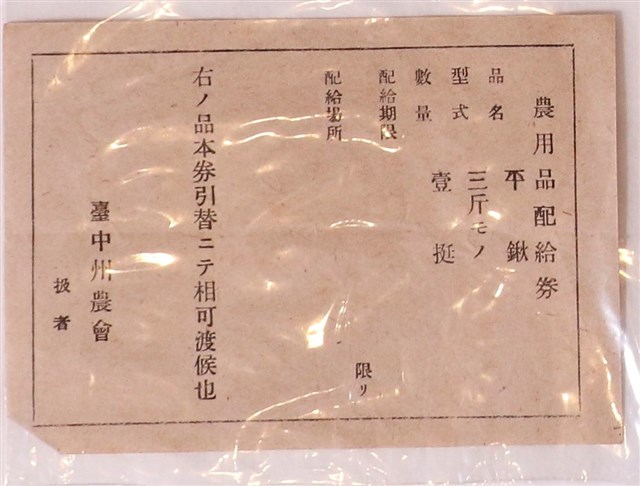 農用品配給券
品名 平鍬
型式 三斤モノ
數量 壹挺
配給期限 限リ
配給場所
右ノ品本券引替ニテ相可渡候也
臺中州農會
扱者